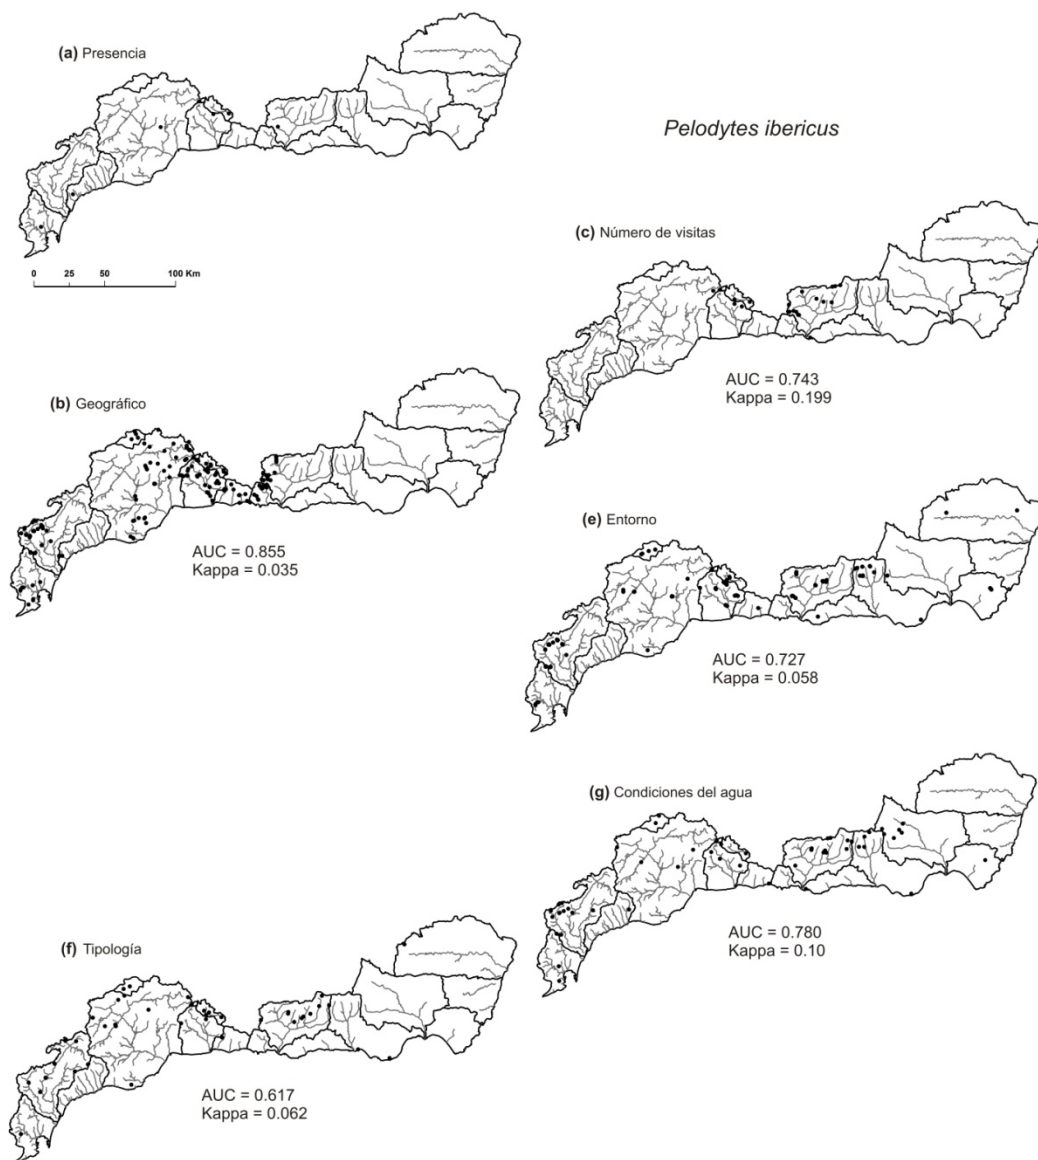 (a) Presencia
Pelodytes ibericus
0 25 50 100 Km
(c) Número de visitas
AUC = 0.743
Kappa = 0.199
(b) Geográfico
AUC = 0.855
Kappa = 0.035
(e) Entorno
AUC = 0.727
Kappa = 0.058
(g) Condiciones del agua
AUC = 0.780
Kappa = 0.10
(f) Tipología
AUC = 0.617
Kappa = 0.062